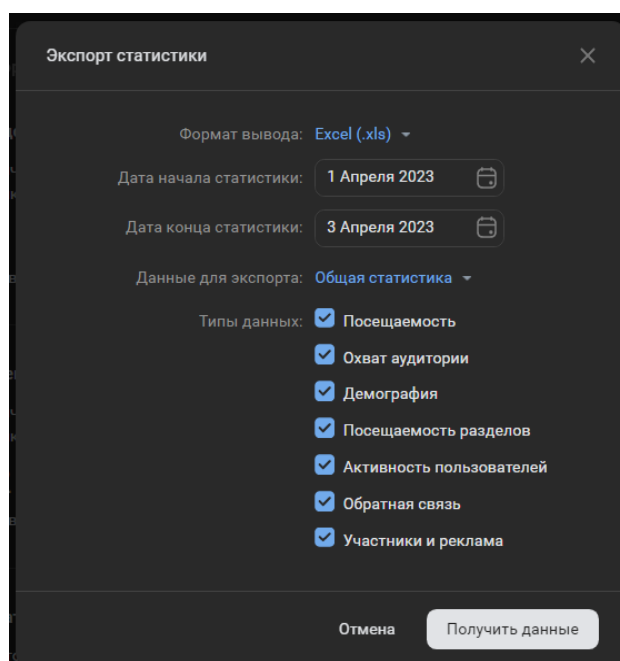 Экспорт статистики
Формат вывода: Excel (.xls)
Дата начала статистики: 1 Апреля 2023
Дата конца статистики: 3 Апреля 2023
Данные для экспорта: Общая статистика
Типы данных: Посещаемость
Охват аудитории
Демография
Посещаемость разделов
Активность пользователей
Обратная связь
Участники и реклама
Отмена Получить данные